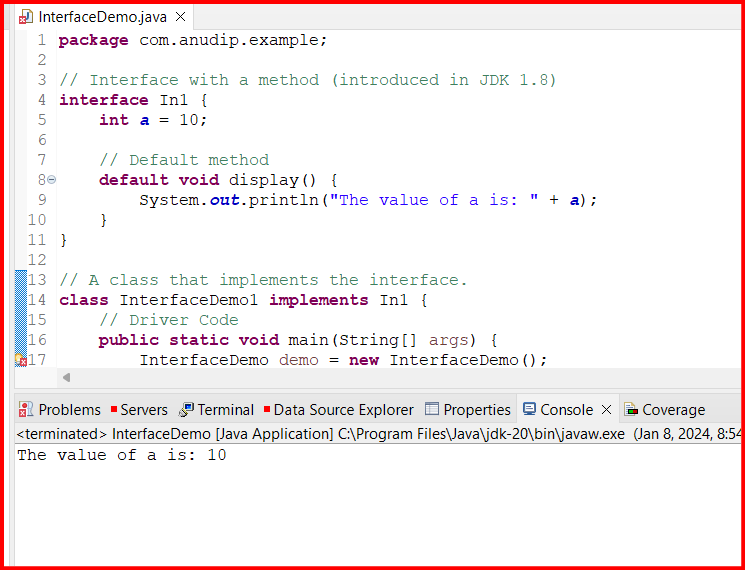 InterfaceDemo.java
1 package com.anudip.example;
2
3 // Interface with a method (introduced in JDK 1.8)
4 interface In1 {
5     int a = 10;
6
7     // Default method
8     default void display() {
9         System.out.println("The value of a is: " + a);
10     }
11 }
12
13 // A class that implements the interface.
14 class InterfaceDemo1 implements In1 {
15     // Driver Code
16     public static void main(String[] args) {
17         InterfaceDemo demo = new InterfaceDemo();
Problems Servers Terminal Data Source Explorer Properties Console Coverage
<terminated> InterfaceDemo [Java Application] C:\Program Files\Java\jdk-20\bin\javaw.exe (Jan 8, 2024, 8:54
The value of a is: 10